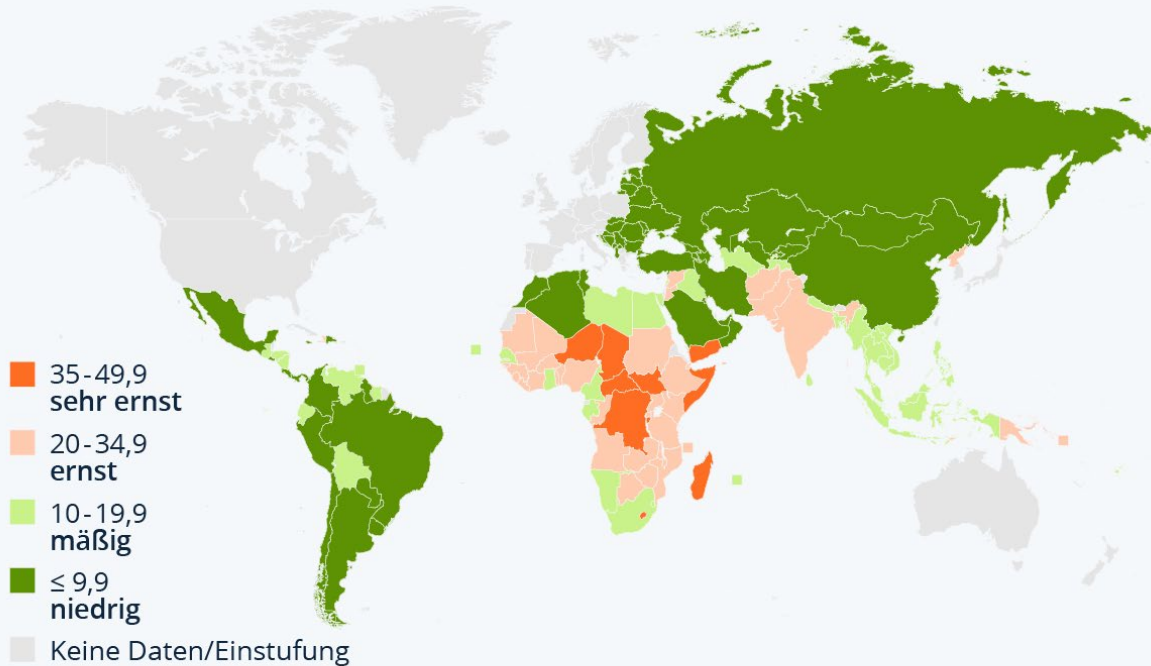 35-49,9
sehr ernst
20-34,9
ernst
10-19,9
mäßig
≤ 9,9
niedrig
Keine Daten/Einstufung